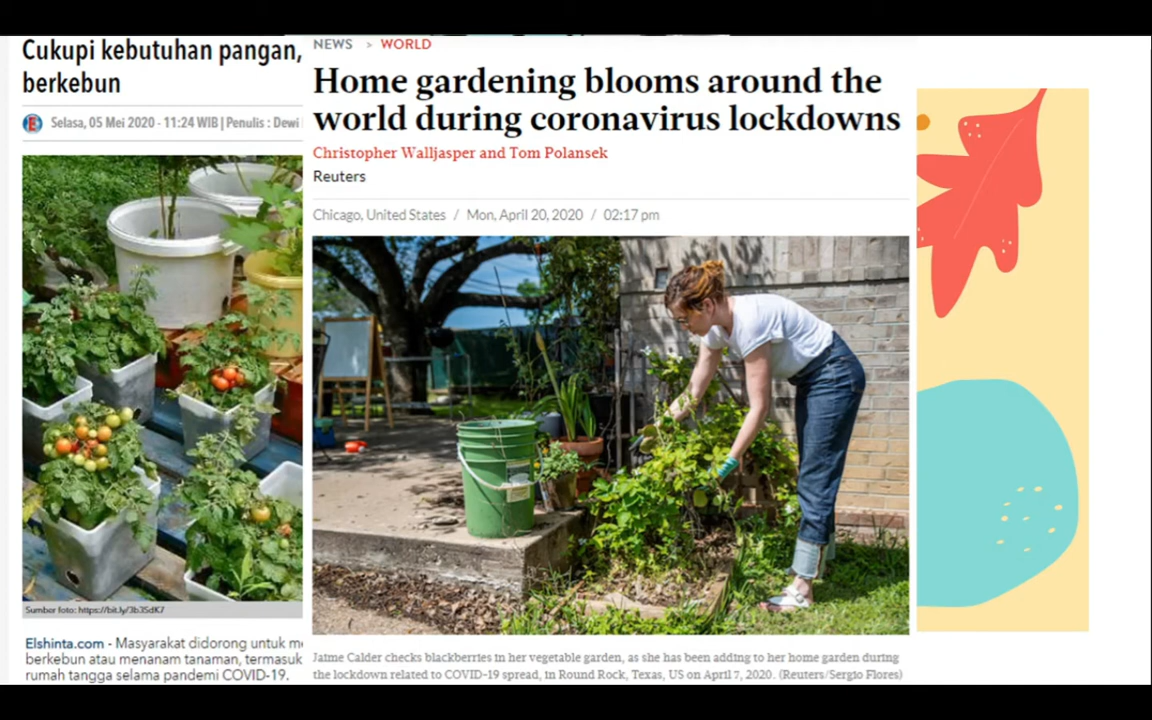 Cukupi kebutuhan pangan,
berkebun
Selasa, 05 Mei 2020 - 11:24 WIB | Penulis : Dewi
Sumber foto: https://bit.ly/3b3SdK7
Elshinta.com - Masyarakat didorong untuk
berkebun atau menanam tanaman, termasuk
rumah tangga selama pandemi COVID-19.
NEWS > WORLD
Home gardening blooms around the
world during coronavirus lockdowns
Christopher Walljasper and Tom Polansek
Reuters
Chicago, United States / Mon, April 20, 2020 / 02:17 pm
Jaime Calder checks blackberries in her vegetable garden, as she has been adding to her home garden during
the lockdown related to COVID-19 spread, in Round Rock, Texas, US on April 7, 2020. (Reuters/Sergio Flores)